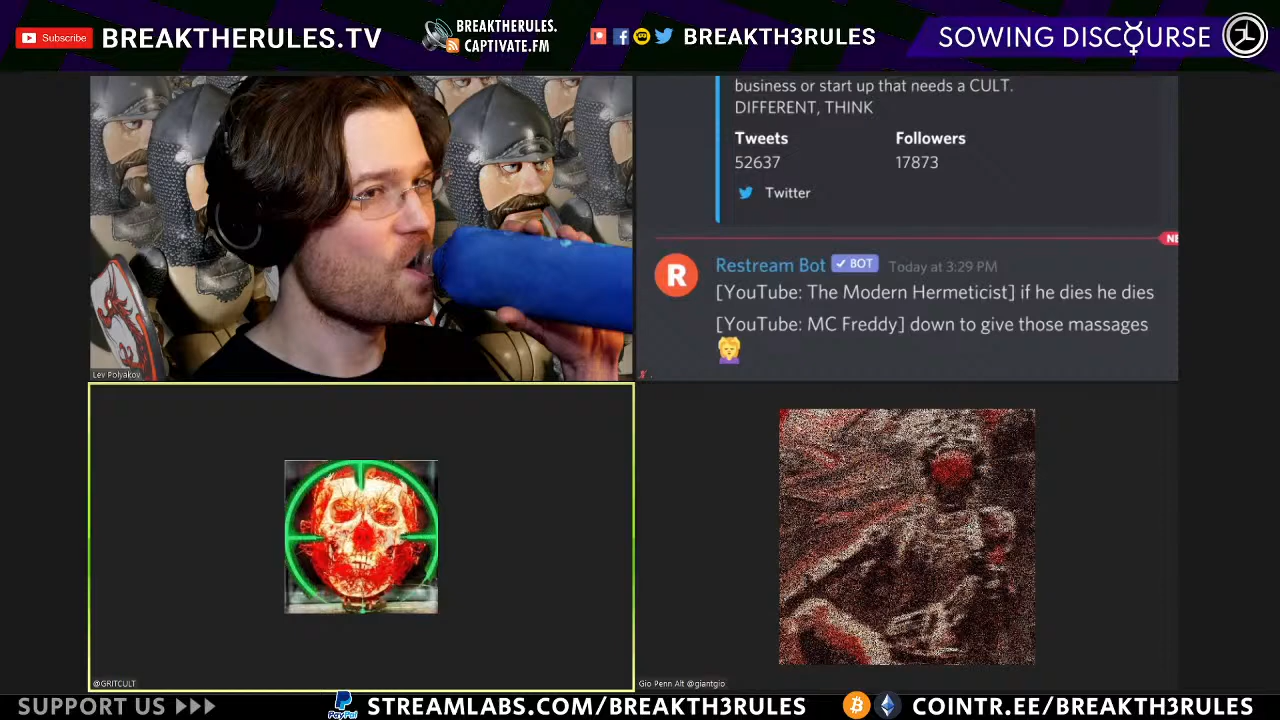 Subscribe
BREAKTHERULES.TV
BREAKTHERULES.
CAPTIVATE.FM
BREAKTH3RULES
SOWING DISCOURSE
business or start up that needs a CULT.
DIFFERENT, THINK
Tweets
Followers
52637
17873
Twitter
NE
R
Restream Bot
BOT
Today at 3:29 PM
[YouTube: The Modern Hermeticist] if he dies he dies
[YouTube: MC Freddy] down to give those massages
Lev Polyakov
@GRITCULT
Gio Penn Alt @giantgio
SUPPORT US
PayPal
STREAMLABS.COM/BREAKTH3RULES
COINTR.EE/BREAKTH3RULES